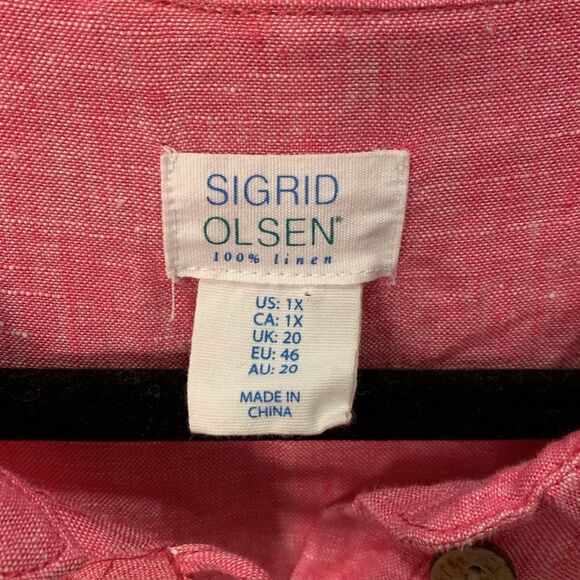 SIGRID
OLSEN®
100% linen
US: 1X
CA: 1X
UK: 20
EU: 46
AU: 20
MADE IN
CHINA